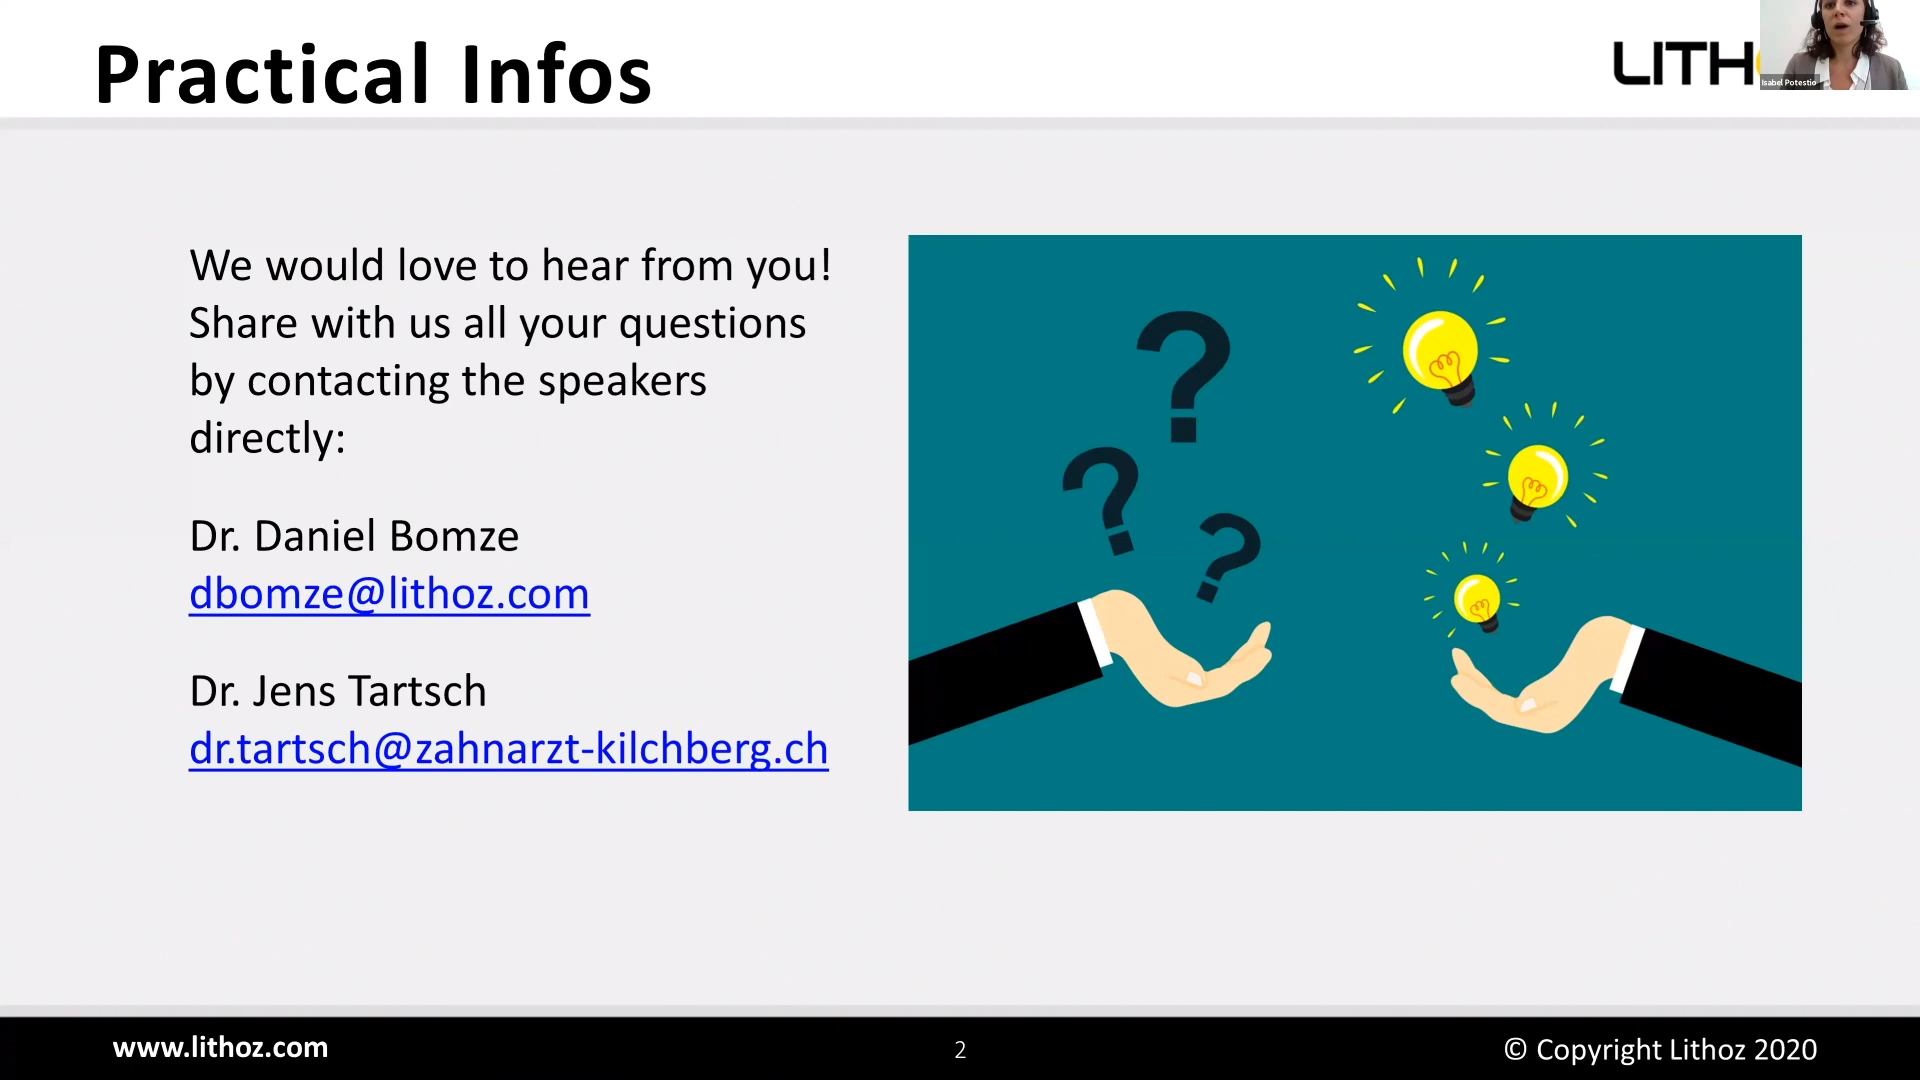 Practical Infos
LITH
Isabel Potestio
We would love to hear from you!
Share with us all your questions
by contacting the speakers
directly:
Dr. Daniel Bomze
dbomze@lithoz.com
Dr. Jens Tartsch
dr.tartsch@zahnarzt-kilchberg.ch
? ? ?
www.lithoz.com
2
© Copyright Lithoz 2020